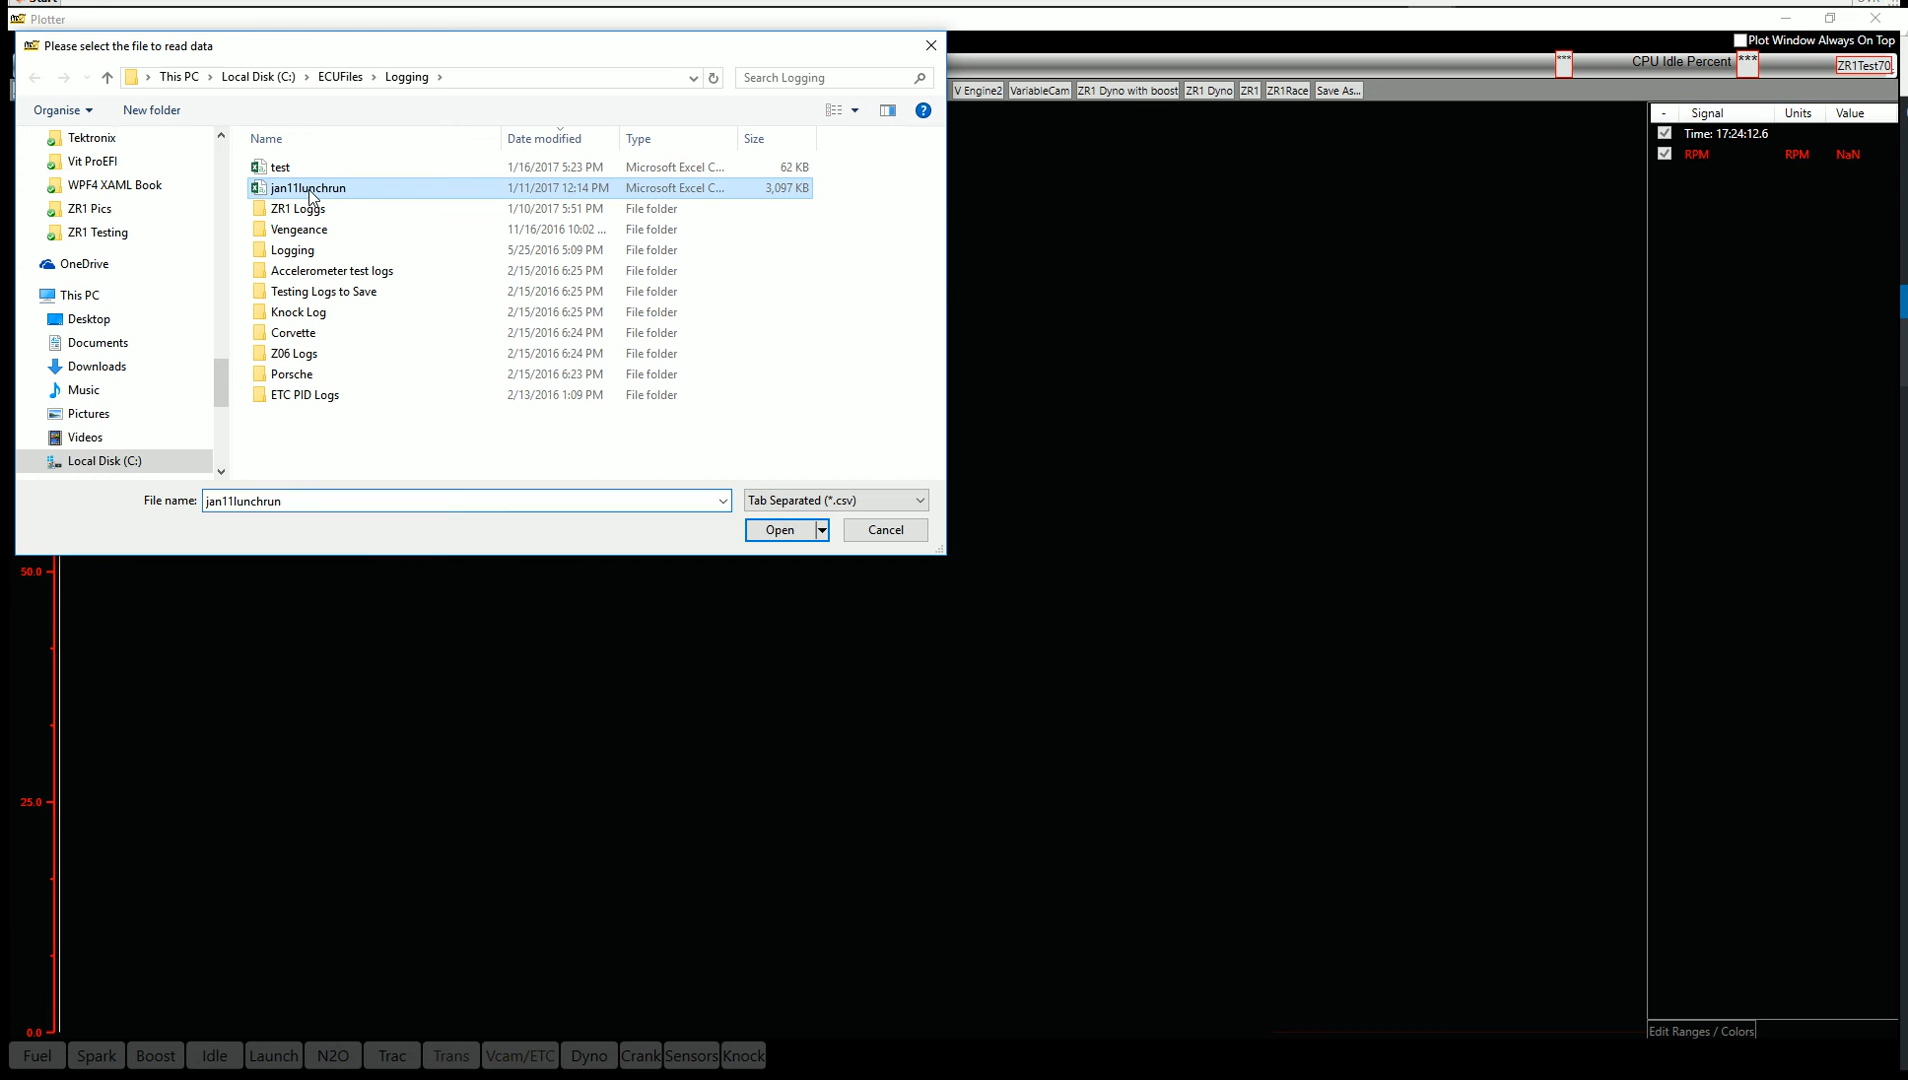 Start
Plotter
Please select the file to read data
Plot Window Always On Top
This PC > Local Disk (C:) > ECUFiles > Logging >
Search Logging
*** CPU Idle Percent ***
ZR1Test70
Organise
New folder
V Engine2 VariableCam ZR1 Dyno with boost ZR1 Dyno ZR1 ZR1Race Save As...
Tektronix
Vit ProEFI
WPF4 XAML Book
ZR1 Pics
ZR1 Testing
OneDrive
This PC
Desktop
Documents
Downloads
Music
Pictures
Videos
Local Disk (C:)
Name Date modified Type Size
test 1/16/2017 5:23 PM Microsoft Excel C... 62 KB
jan11lunchrun 1/11/2017 12:14 PM Microsoft Excel C... 3,097 KB
ZR1 Loggs 1/10/2017 5:51 PM File folder
Vengeance 11/16/2016 10:02 ... File folder
Logging 5/25/2016 5:09 PM File folder
Accelerometer test logs 2/15/2016 6:25 PM File folder
Testing Logs to Save 2/15/2016 6:25 PM File folder
Knock Log 2/15/2016 6:25 PM File folder
Corvette 2/15/2016 6:24 PM File folder
Z06 Logs 2/15/2016 6:24 PM File folder
Porsche 2/15/2016 6:23 PM File folder
ETC PID Logs 2/13/2016 1:09 PM File folder
File name: jan11lunchrun
Tab Separated (*.csv)
Open Cancel
- Signal Units Value
Time: 17:24:12.6
RPM RPM NaN
50.0
25.0
0.0
Edit Ranges / Colors
Fuel Spark Boost Idle Launch N2O Trac Trans Vcam/ETC Dyno Crank Sensors Knock